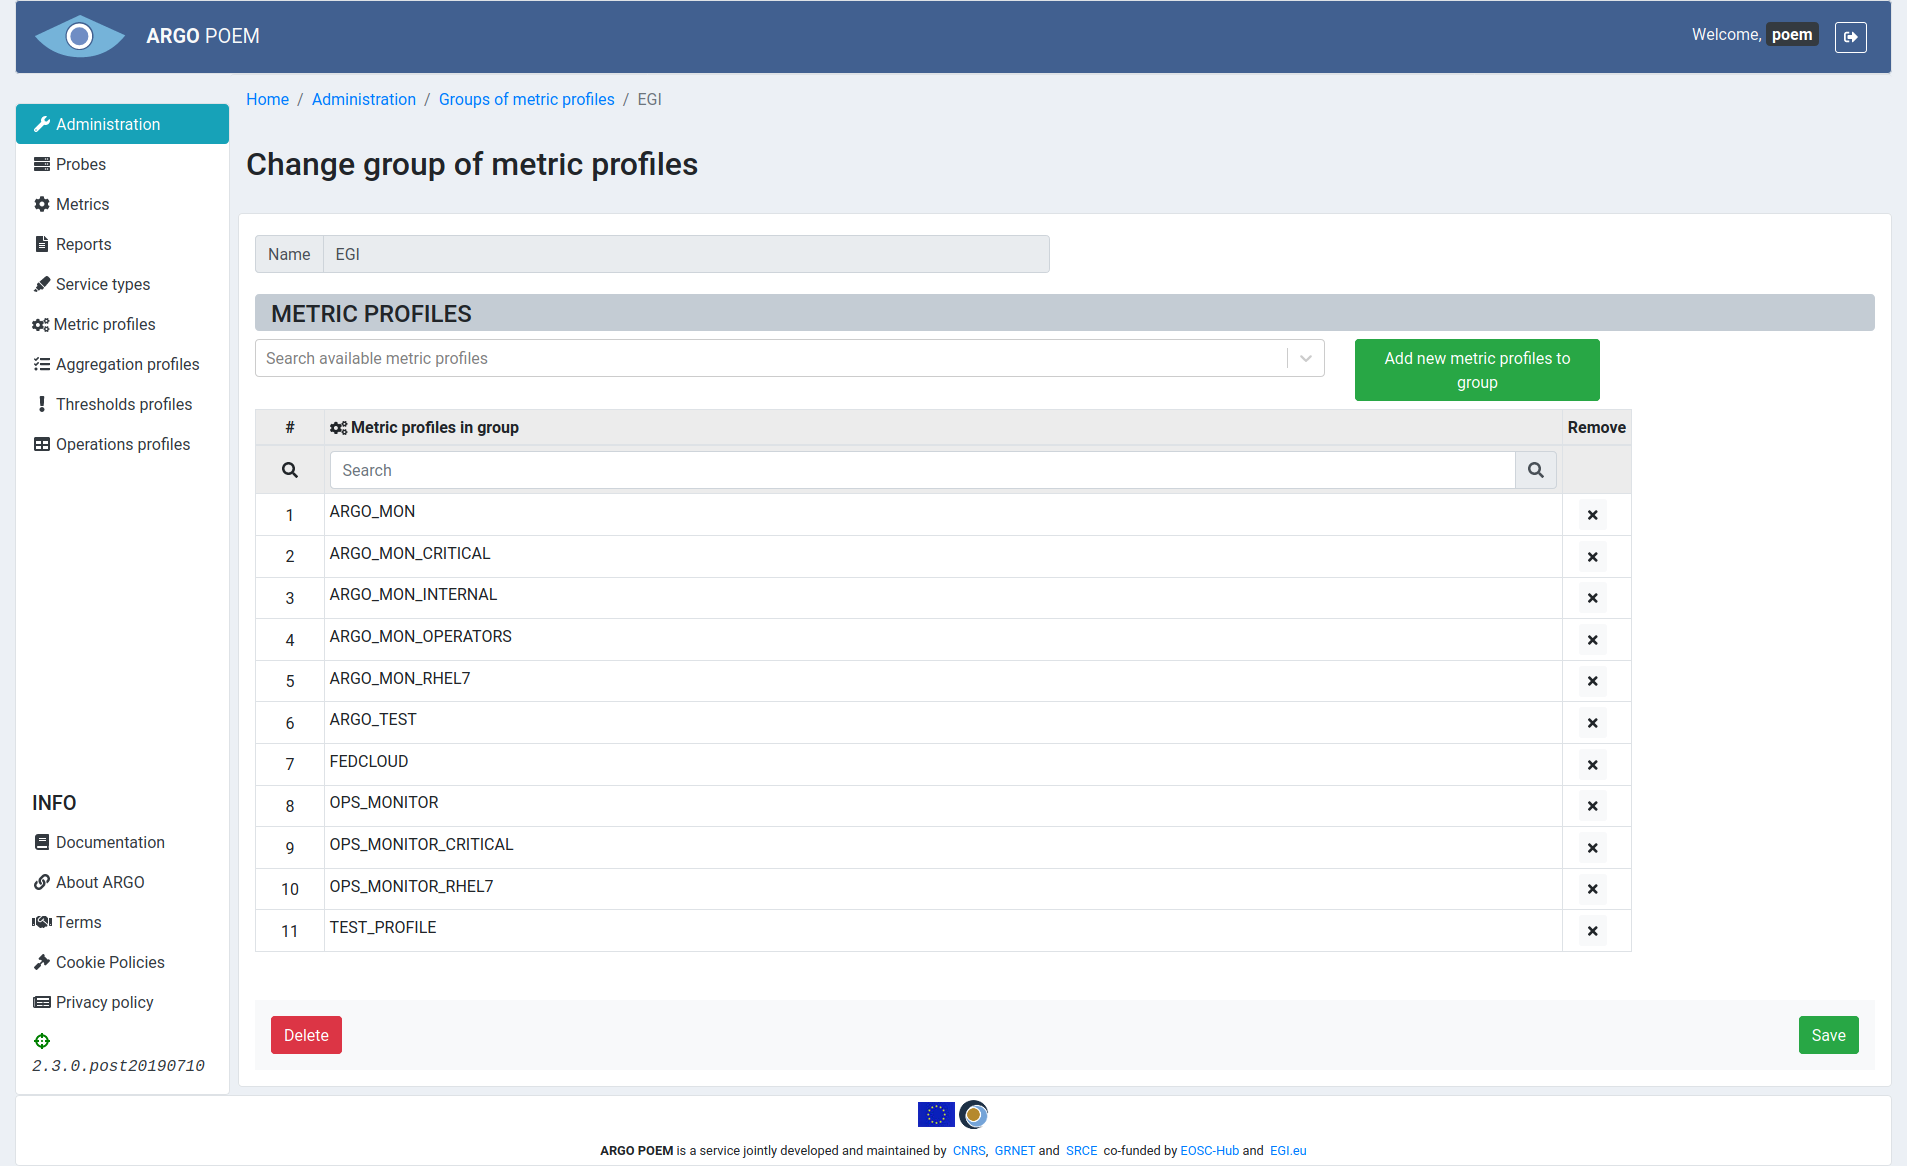 ARGO POEM
Welcome, poem
Home / Administration / Groups of metric profiles / EGI
Administration
Probes
Metrics
Reports
Service types
Metric profiles
Aggregation profiles
Thresholds profiles
Operations profiles
INFO
Documentation
About ARGO
Terms
Cookie Policies
Privacy policy
2.3.0.post20190710
Change group of metric profiles
Name EGI
METRIC PROFILES
Search available metric profiles
Add new metric profiles to
group
# Metric profiles in group Remove
Search
1 ARGO_MON
2 ARGO_MON_CRITICAL
3 ARGO_MON_INTERNAL
4 ARGO_MON_OPERATORS
5 ARGO_MON_RHEL7
6 ARGO_TEST
7 FEDCLOUD
8 OPS_MONITOR
9 OPS_MONITOR_CRITICAL
10 OPS_MONITOR_RHEL7
11 TEST_PROFILE
Delete Save
ARGO POEM is a service jointly developed and maintained by CNRS, GRNET and SRCE co-funded by EOSC-Hub and EGI.eu